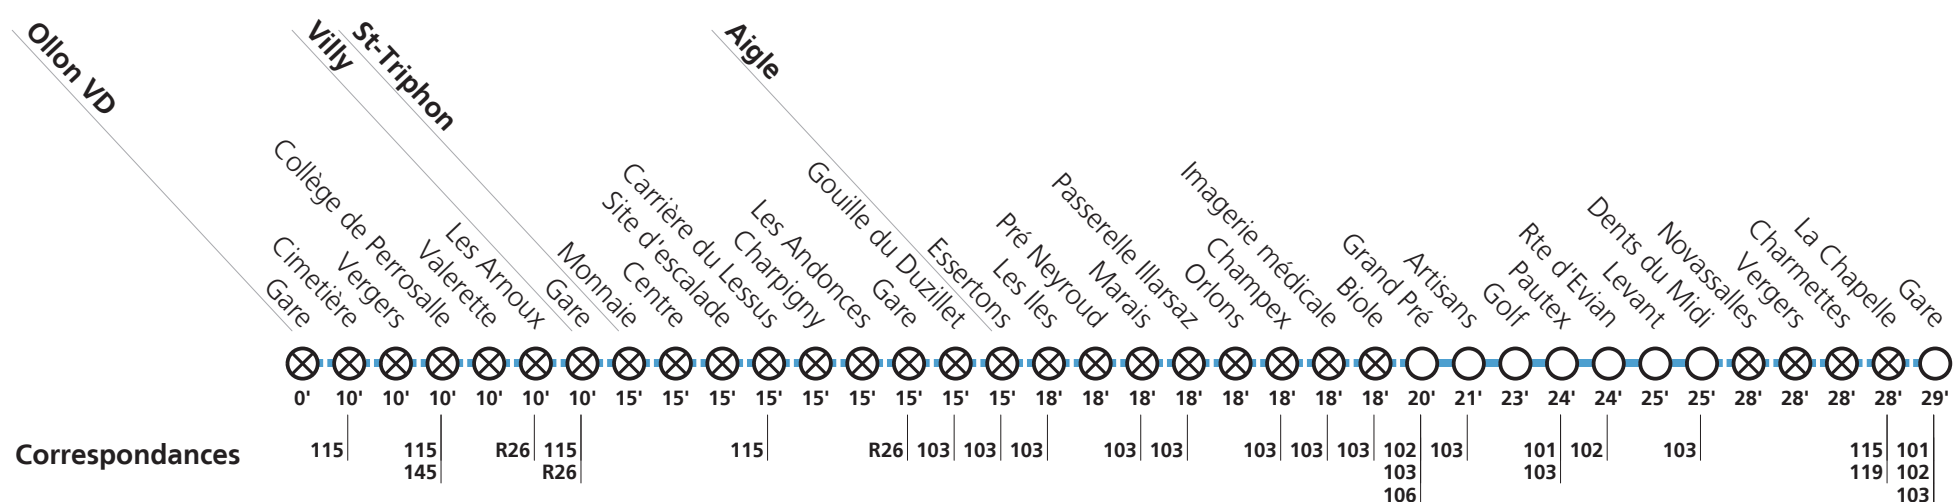 Ollon VD
Villy
St-Triphon
Aigle
Gare
Cimetière
Vergers
Collège de Perrosalle
Valerette
Les Arnoux
Gare
Monnaie
Centre
Site d'escalade
Carrière du Lessus
Charpigny
Les Andonces
Gare
Gouille du Duzillet
Essertons
Les Iles
Pré Neyroud
Marais
Passerelle Illarsaz
Orlons
Champex
Imagerie médicale
Biole
Grand Pré
Artisans
Golf
Pautex
Rte d'Evian
Levant
Dents du Midi
Novassalles
Vergers
Charmettes
La Chapelle
Gare
0' 10' 10' 10' 10' 10' 10' 15' 15' 15' 15' 15' 15' 15' 15' 15' 18' 18' 18' 18' 18' 18' 18' 18' 20' 21' 23' 24' 24' 25' 25' 28' 28' 28' 28' 29'
Correspondances 115 115 R26 115 115 R26 103 103 103 103 103 103 103 103 102 103 101 102 103 115 101
145 R26 103 103 119 102
106 103